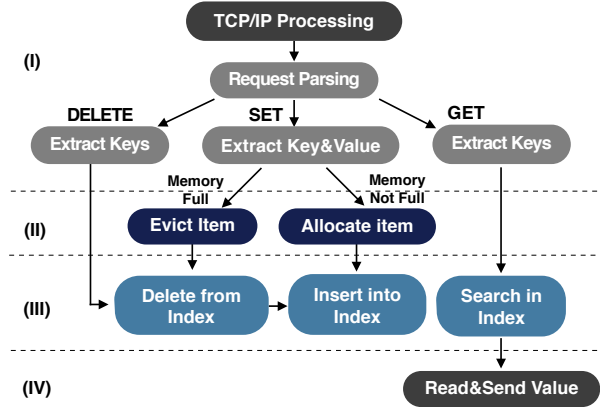 TCP/IP Processing
(I)
Request Parsing
DELETE
SET
GET
Extract Keys
Extract Key&Value
Extract Keys
Memory
Full
Memory
Not Full
(II)
Evict Item
Allocate item
(III)
Delete from
Index
Insert into
Index
Search in
Index
(IV)
Read&Send Value